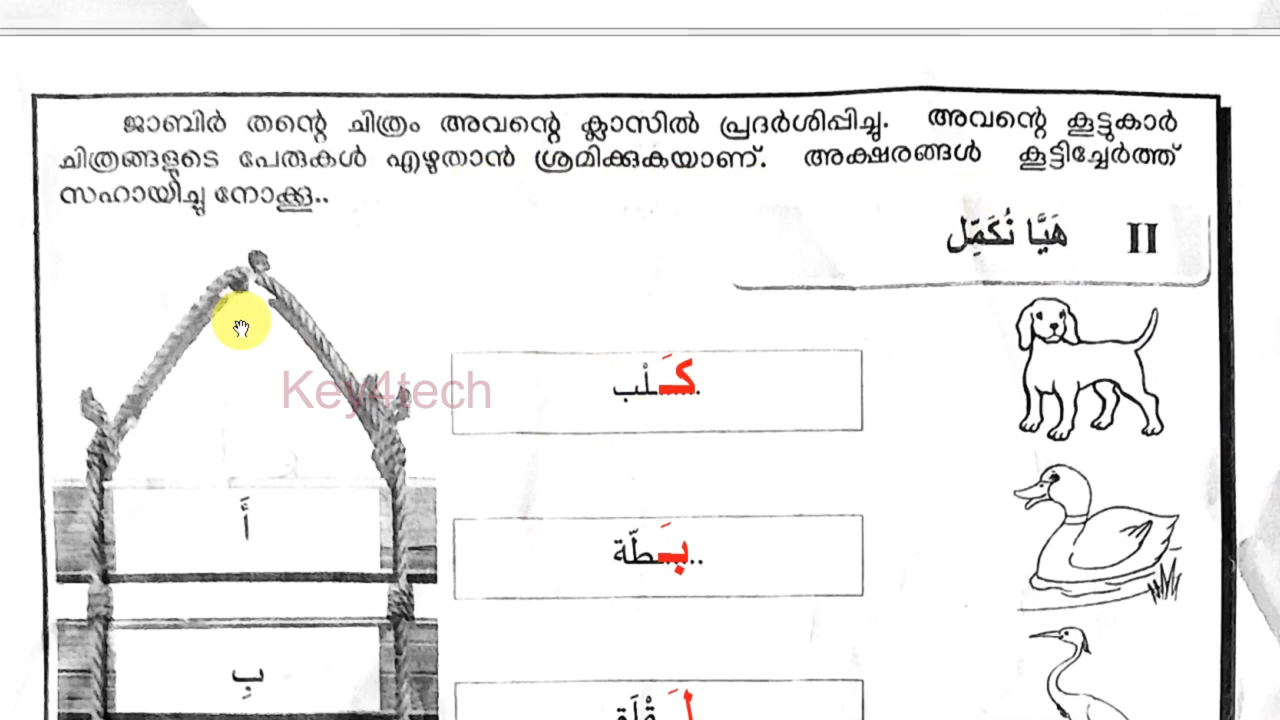 ജാബിർ തന്റെ ചിത്രം അവന്റെ ക്ലാസിൽ പ്രദർശിപ്പിച്ചു. അവന്റെ കൂട്ടുകാർ
ചിത്രങ്ങളുടെ പേരുകൾ എഴുതാൻ ശ്രമിക്കുകയാണ്. അക്ഷരങ്ങൾ കൂട്ടിച്ചേർത്ത്
സഹായിച്ചു നോക്കൂ..
II هَيَّا نُكَمِّل
Key4tech
.كَـلْب
أَ
..بَـطّة
بِ